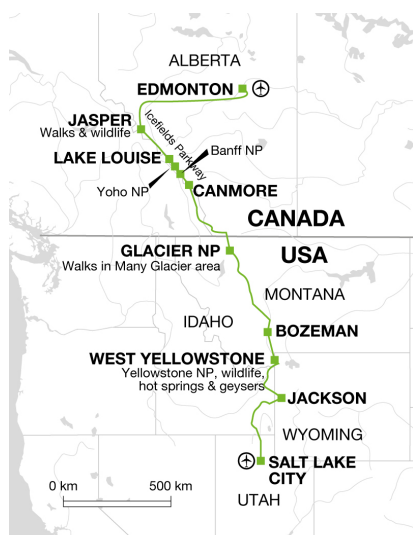 ALBERTA
EDMONTON
JASPER
Walks & wildlife
Icefields Parkway
LAKE LOUISE
Banff NP
Yoho NP
CANMORE
CANADA
GLACIER NP
USA
Walks in Many Glacier area
MONTANA
IDAHO
BOZEMAN
WEST YELLOWSTONE
Yellowstone NP, wildlife,
hot springs & geysers
JACKSON
WYOMING
SALT LAKE
CITY
0 km
500 km
UTAH